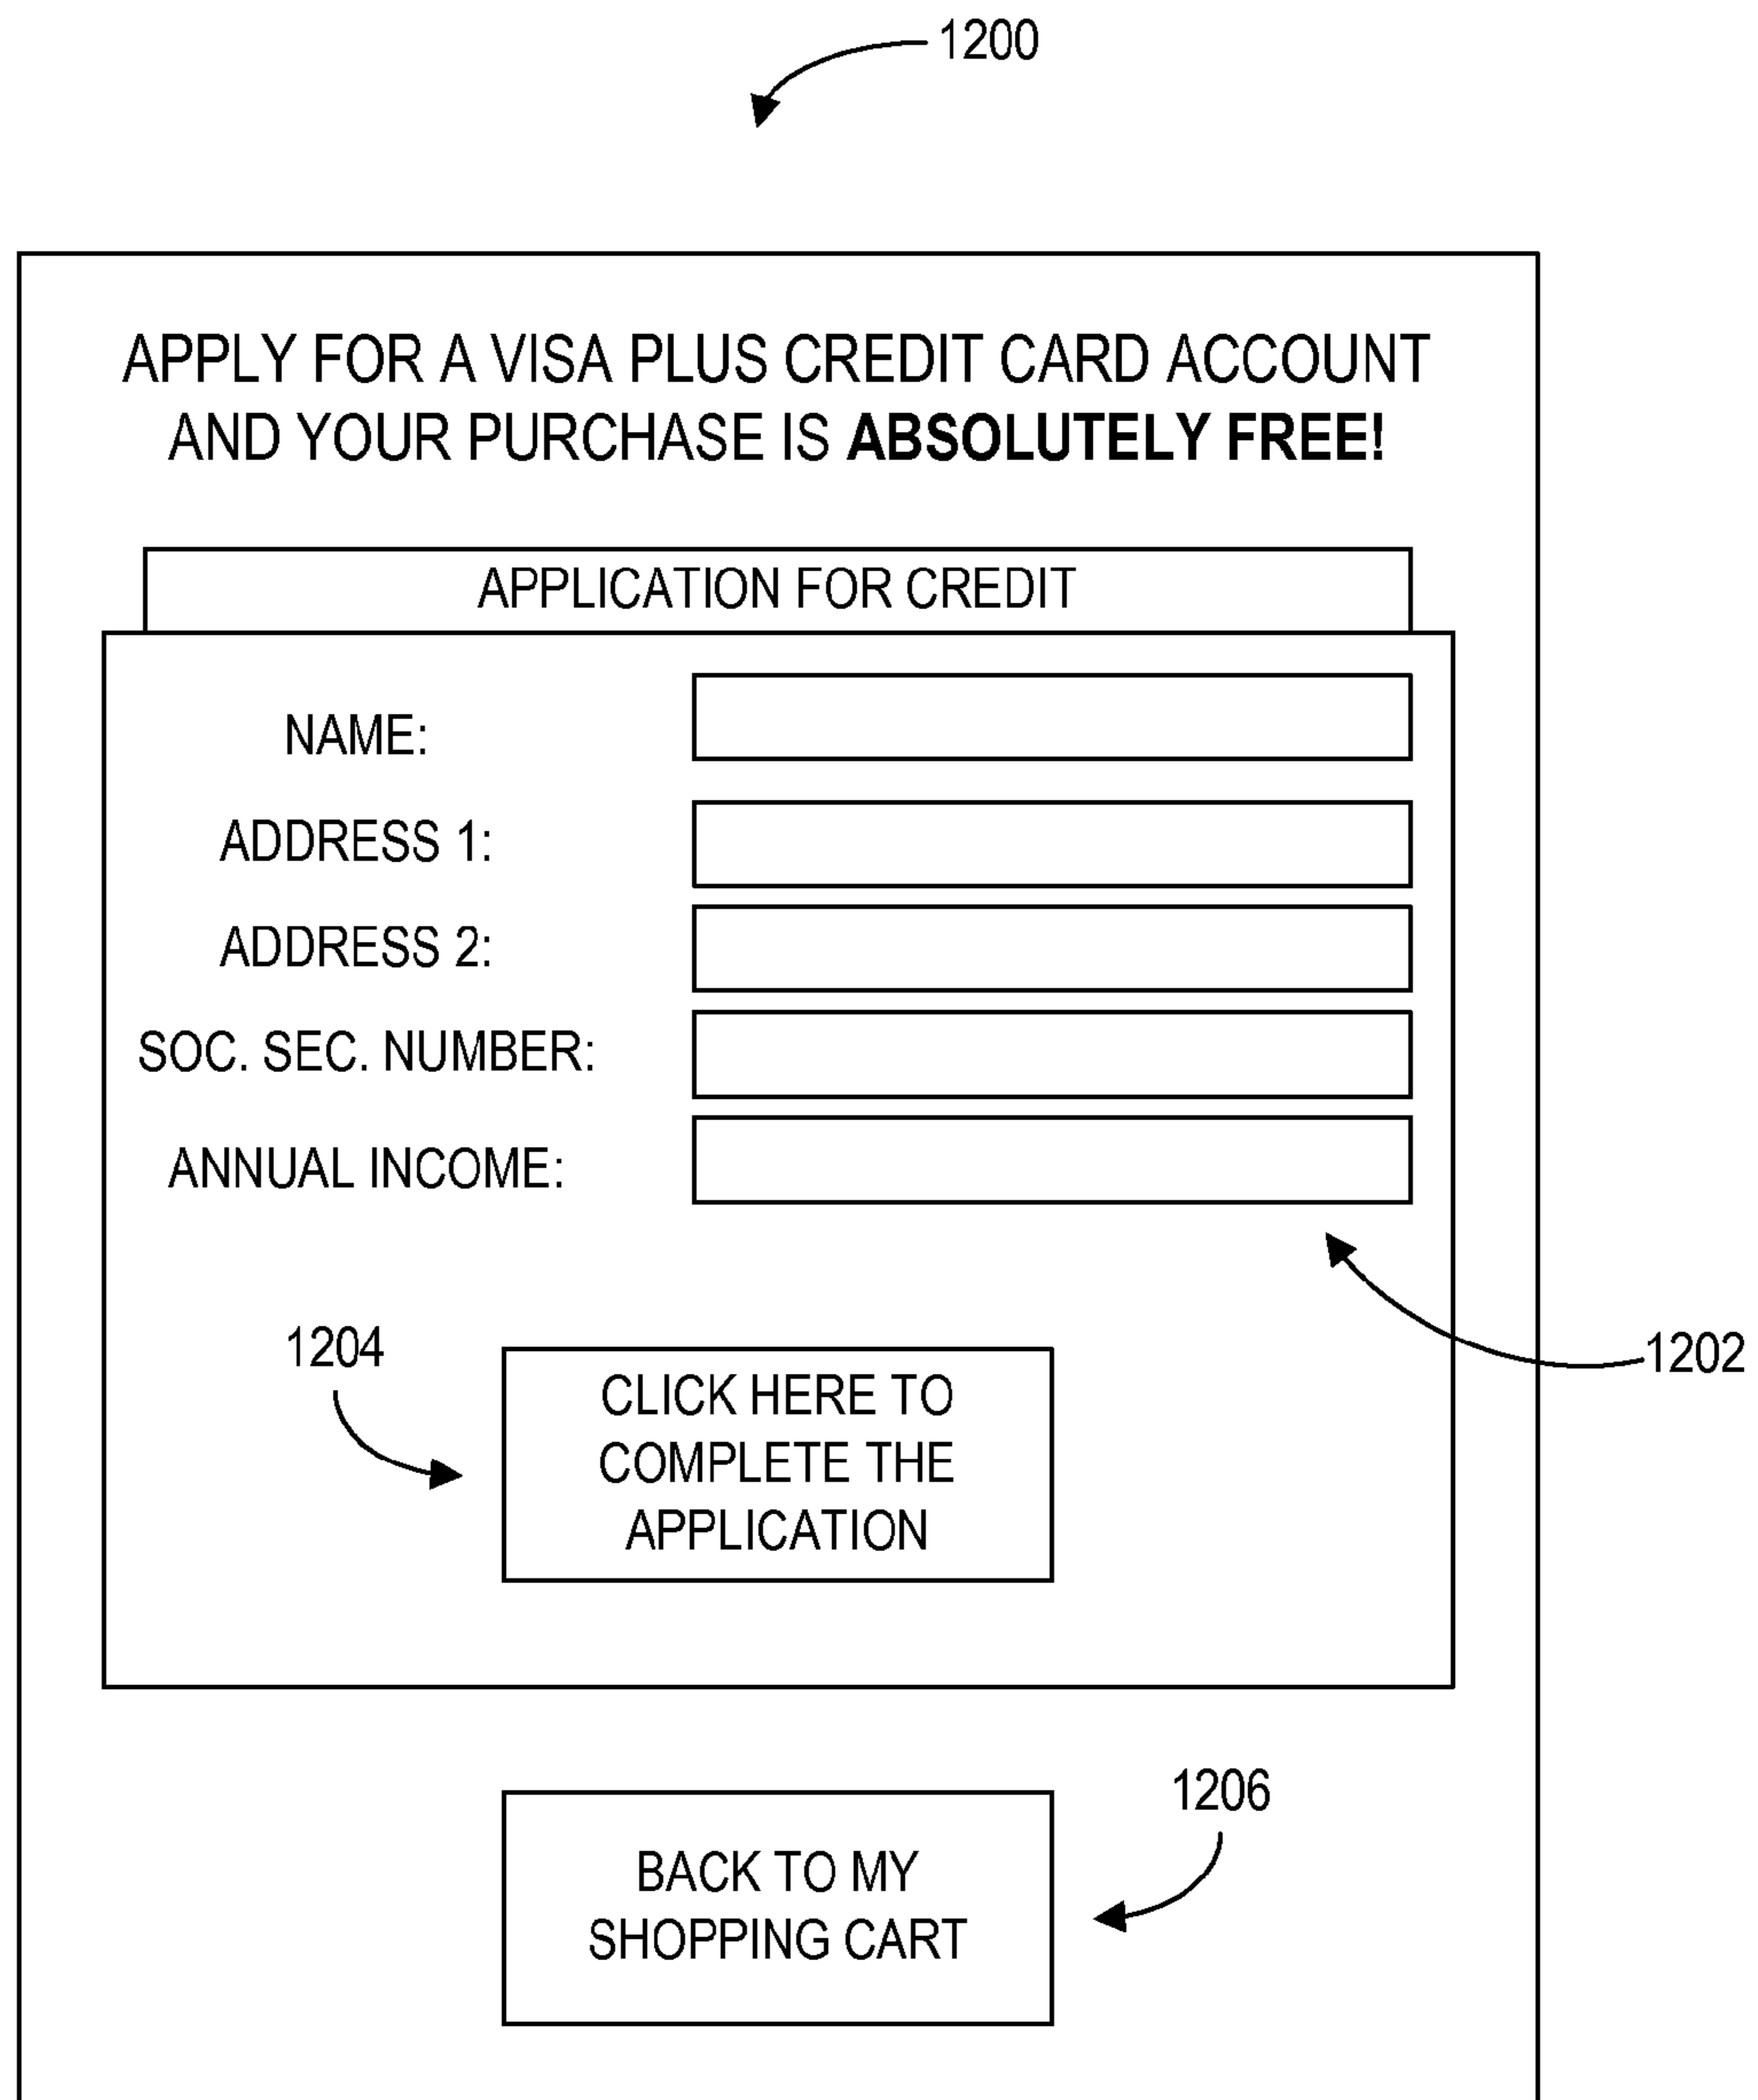 1200
APPLY FOR A VISA PLUS CREDIT CARD ACCOUNT
AND YOUR PURCHASE IS ABSOLUTELY FREE!
APPLICATION FOR CREDIT
NAME:
ADDRESS 1:
ADDRESS 2:
SOC. SEC. NUMBER:
ANNUAL INCOME:
1202
1204
CLICK HERE TO
COMPLETE THE
APPLICATION
1206
BACK TO MY
SHOPPING CART